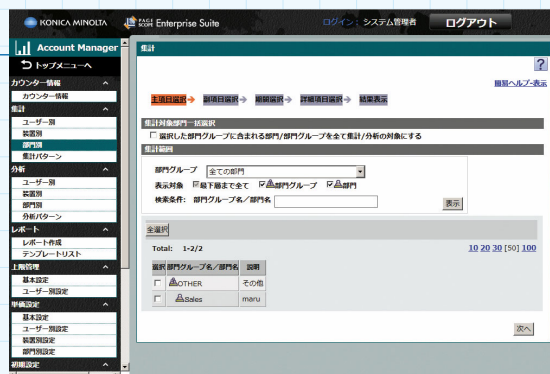 KONICA MINOLTA
PAGE SCOPE Enterprise Suite
ログイン： システム管理者
ログアウト
Account Manager
トップメニューへ
カウンター情報
カウンター情報
集計
ユーザー別
装置別
部門別
集計パターン
分析
ユーザー別
装置別
部門別
分析パターン
レポート
レポート作成
テンプレートリスト
上限管理
基本設定
ユーザー別設定
単価設定
基本設定
ユーザー別設定
装置別設定
部門別設定
初期設定
集計
?
簡易ヘルプ-表示
主項目選択→ 副項目選択→ 期間選択→ 詳細項目選択→ 結果表示
集計対象部門一括選択
選択した部門グループに含まれる部門/部門グループを全て集計/分析の対象にする
集計範囲
部門グループ 全ての部門
表示対象 最下層まで全て 部門グループ 部門
検索条件: 部門グループ名/部門名
表示
全選択
Total: 1-2/2
10 20 30 [50] 100
選択 部門グループ名/部門名 説明
OTHER その他
Sales maru
次へ